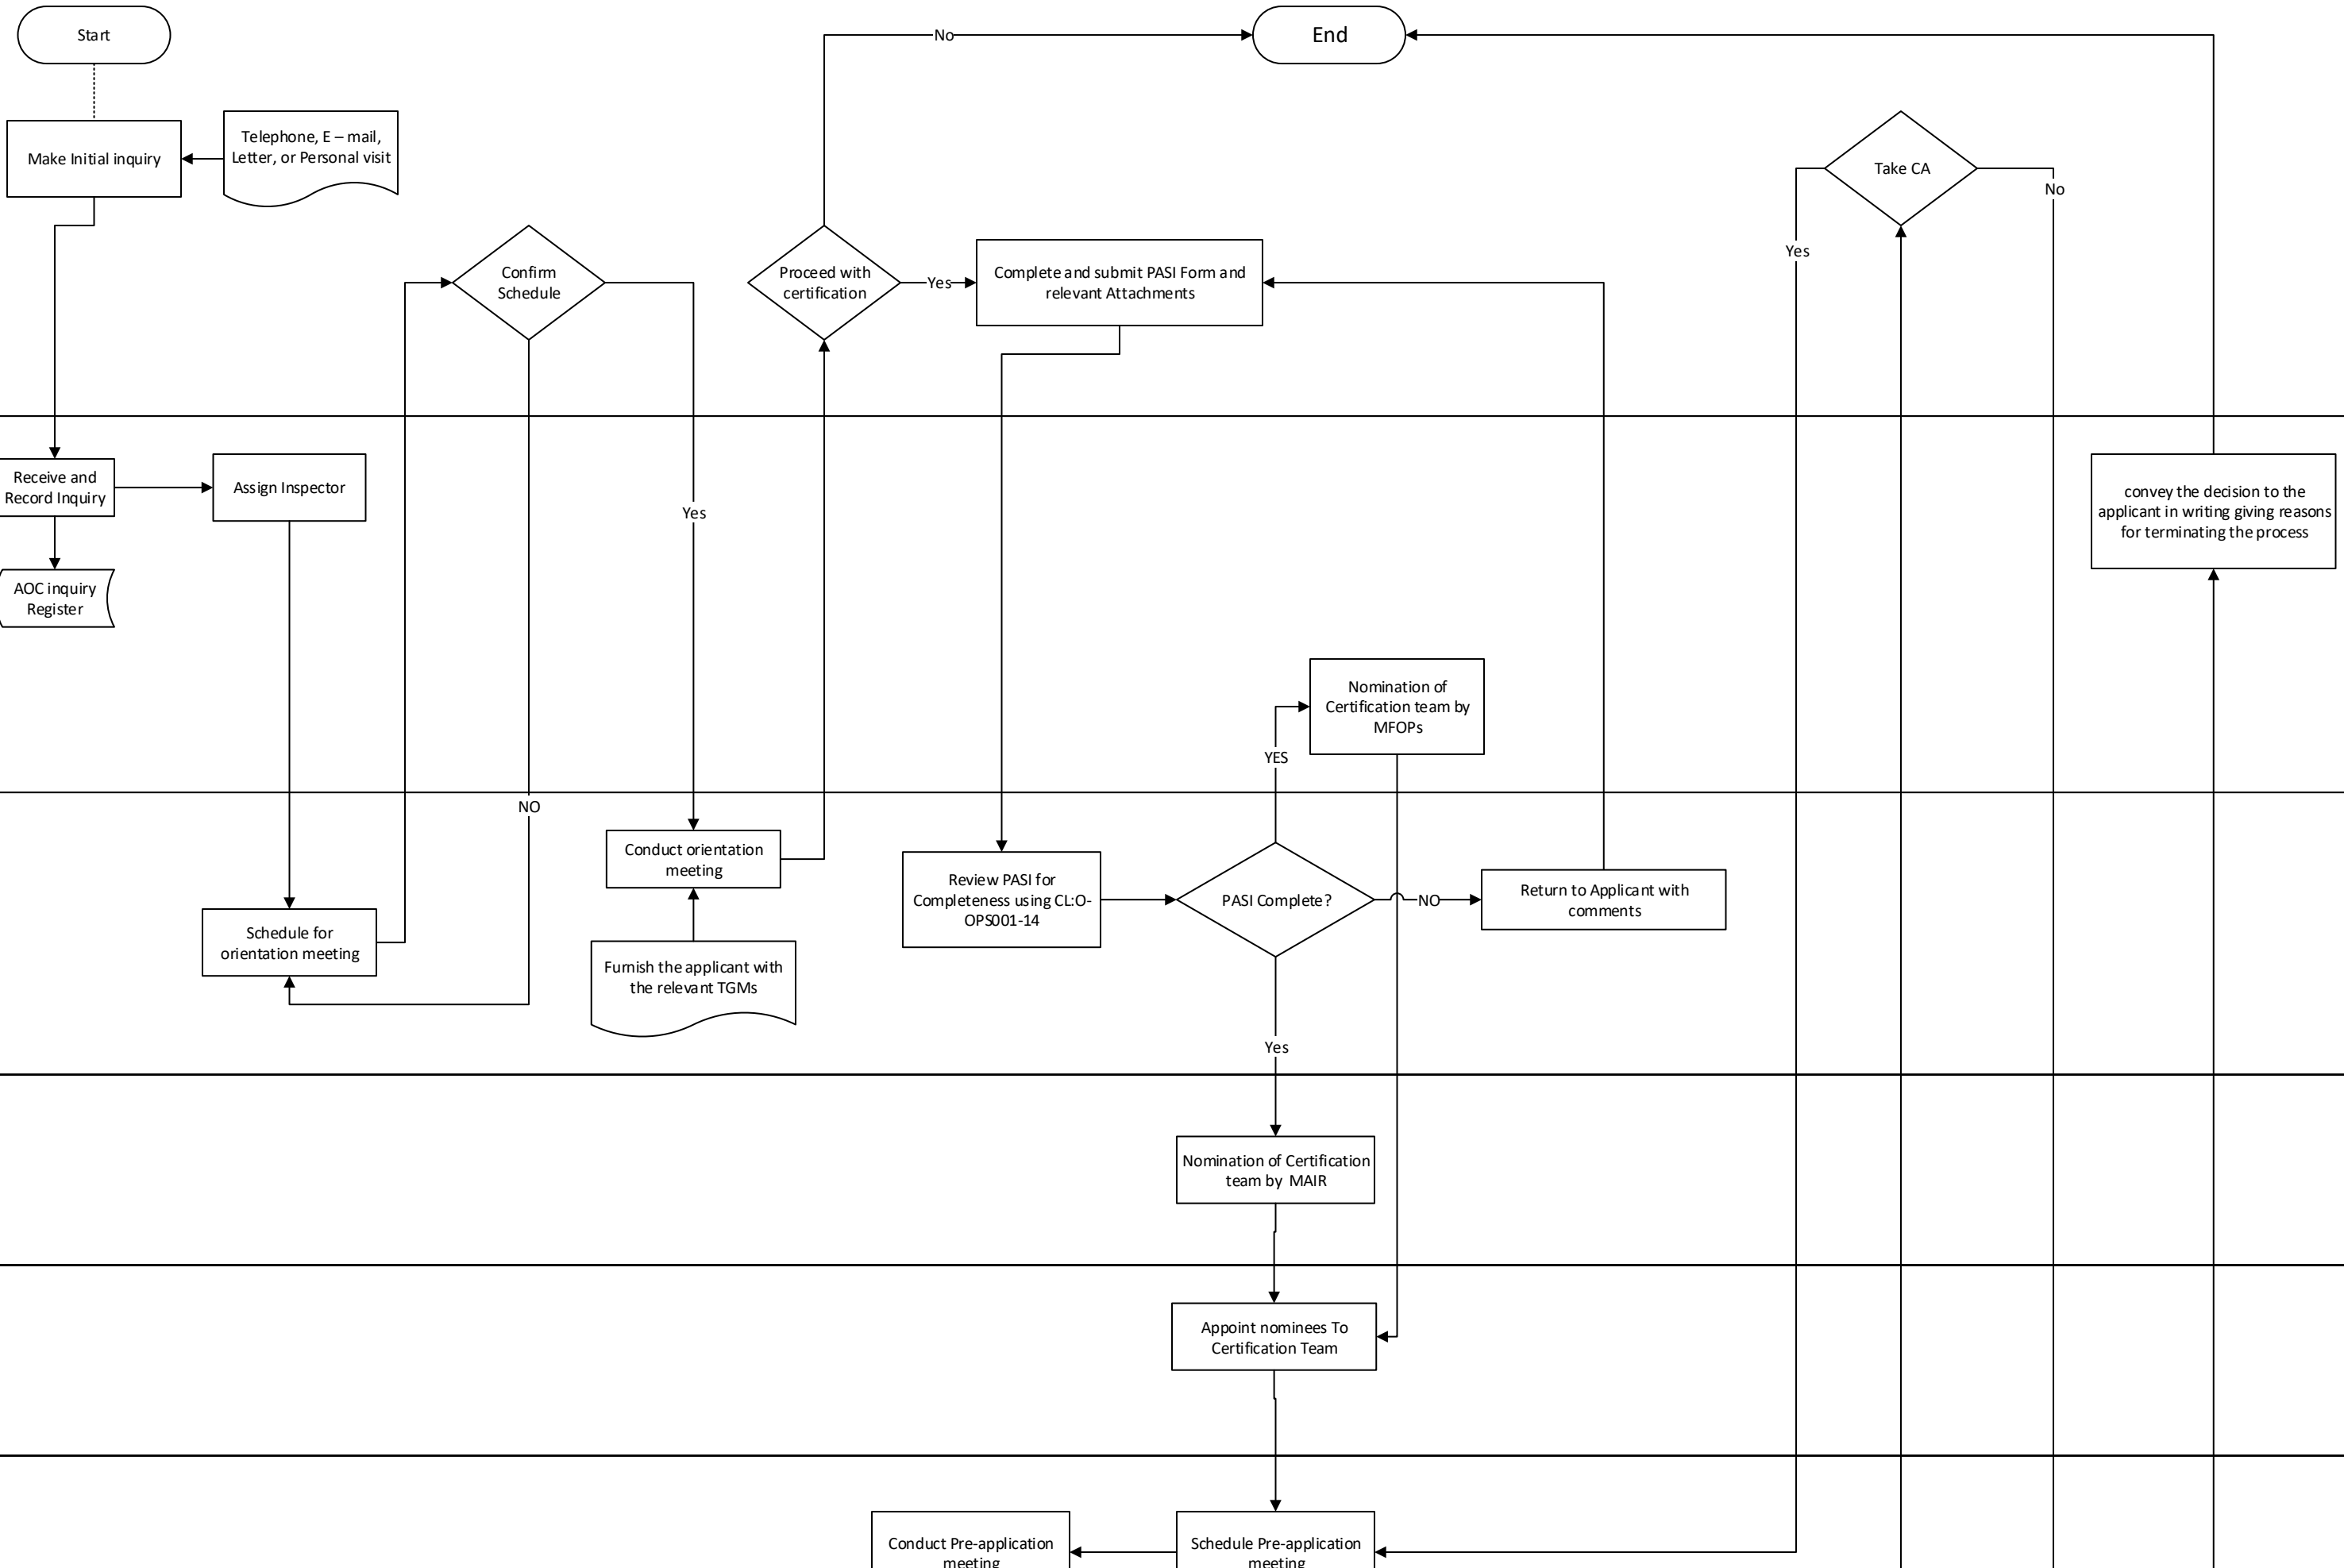 Start
No
End
Telephone, E – mail,
Letter, or Personal visit
Make Initial inquiry
Take CA
No
Yes
Confirm
Schedule
Proceed with
certification
Yes
Complete and submit PASI Form and
relevant Attachments
Receive and
Record Inquiry
Assign Inspector
Yes
convey the decision to the
applicant in writing giving reasons
for terminating the process
AOC inquiry
Register
Nomination of
Certification team by
MFOPs
YES
NO
Conduct orientation
meeting
Review PASI for
Completeness using CL:O-
OPS001-14
PASI Complete?
NO
Return to Applicant with
comments
Schedule for
orientation meeting
Furnish the applicant with
the relevant TGMs
Yes
Nomination of Certification
team by MAIR
Appoint nominees To
Certification Team
Conduct Pre-application
meeting
Schedule Pre-application
meeting